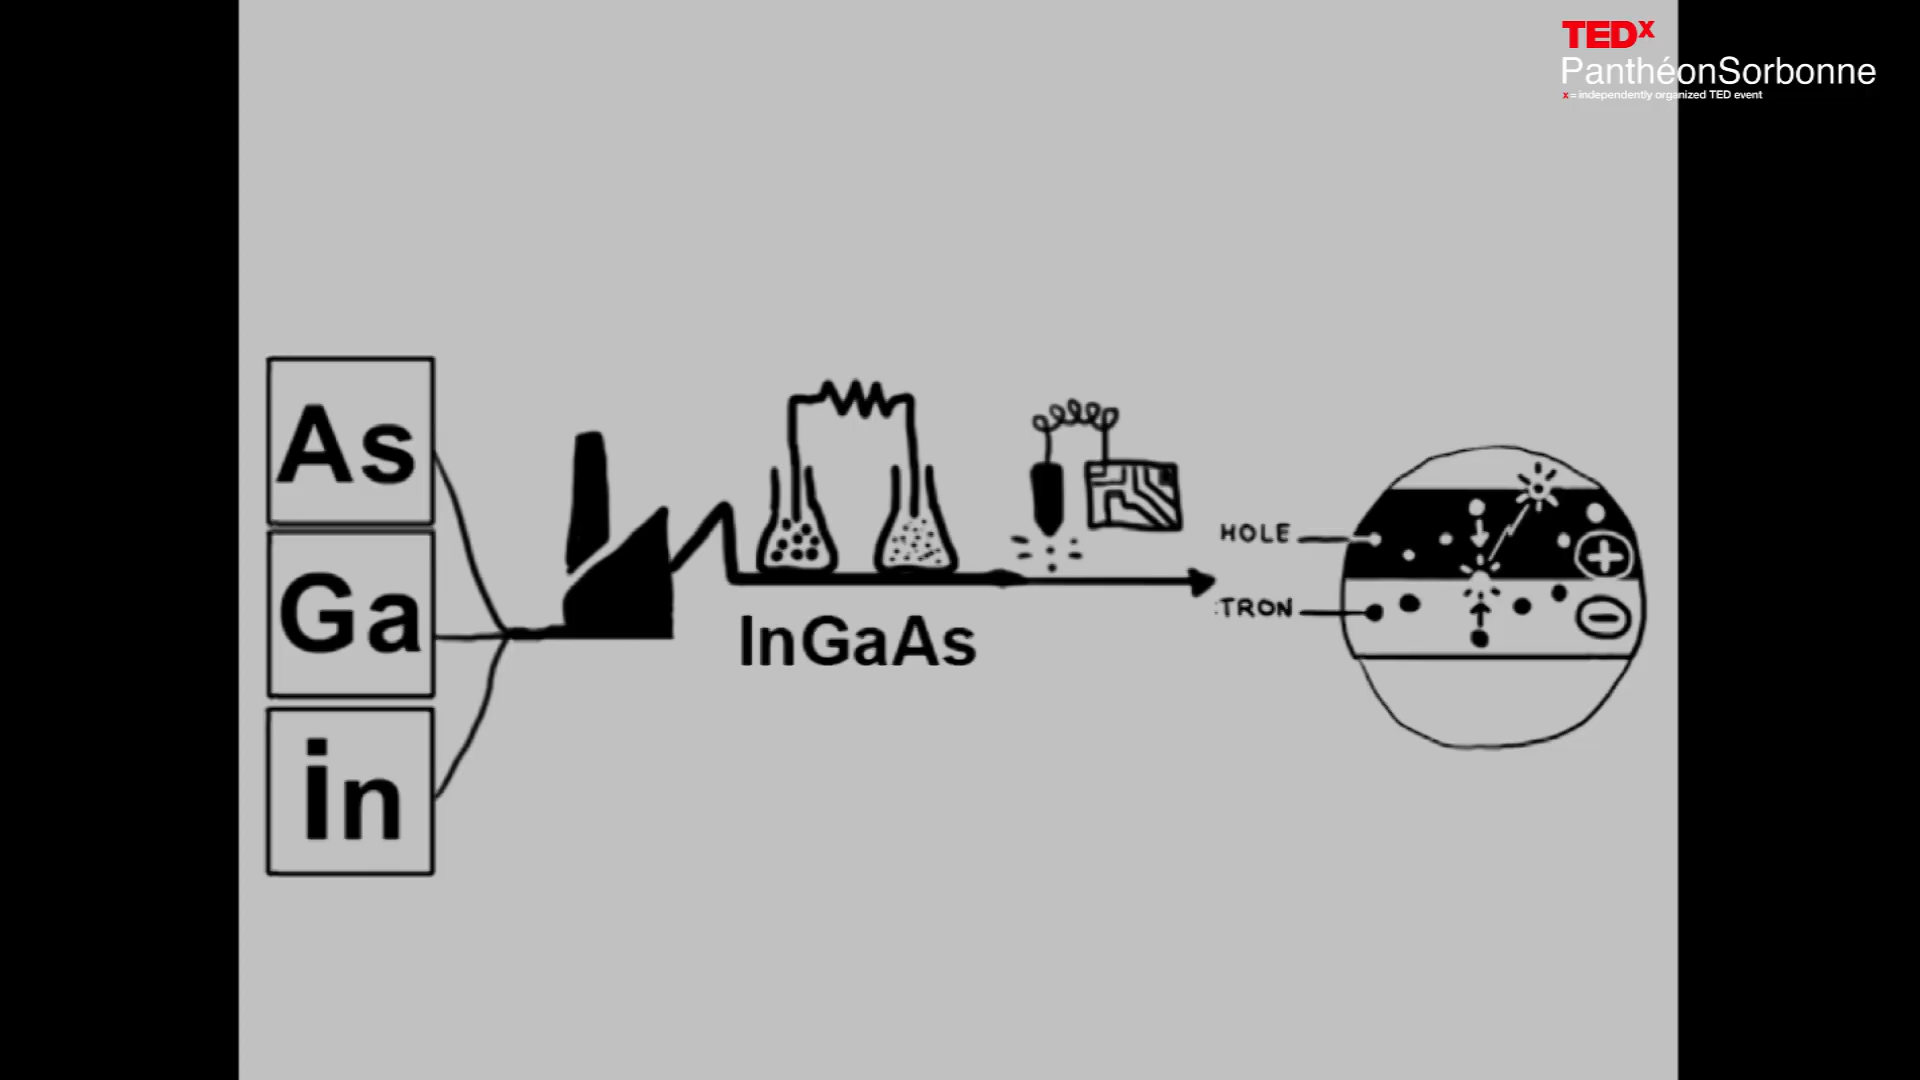 TEDx
PanthéonSorbonne
x = independently organized TED event
As
Ga
in
InGaAs
HOLE
TRON
+
−